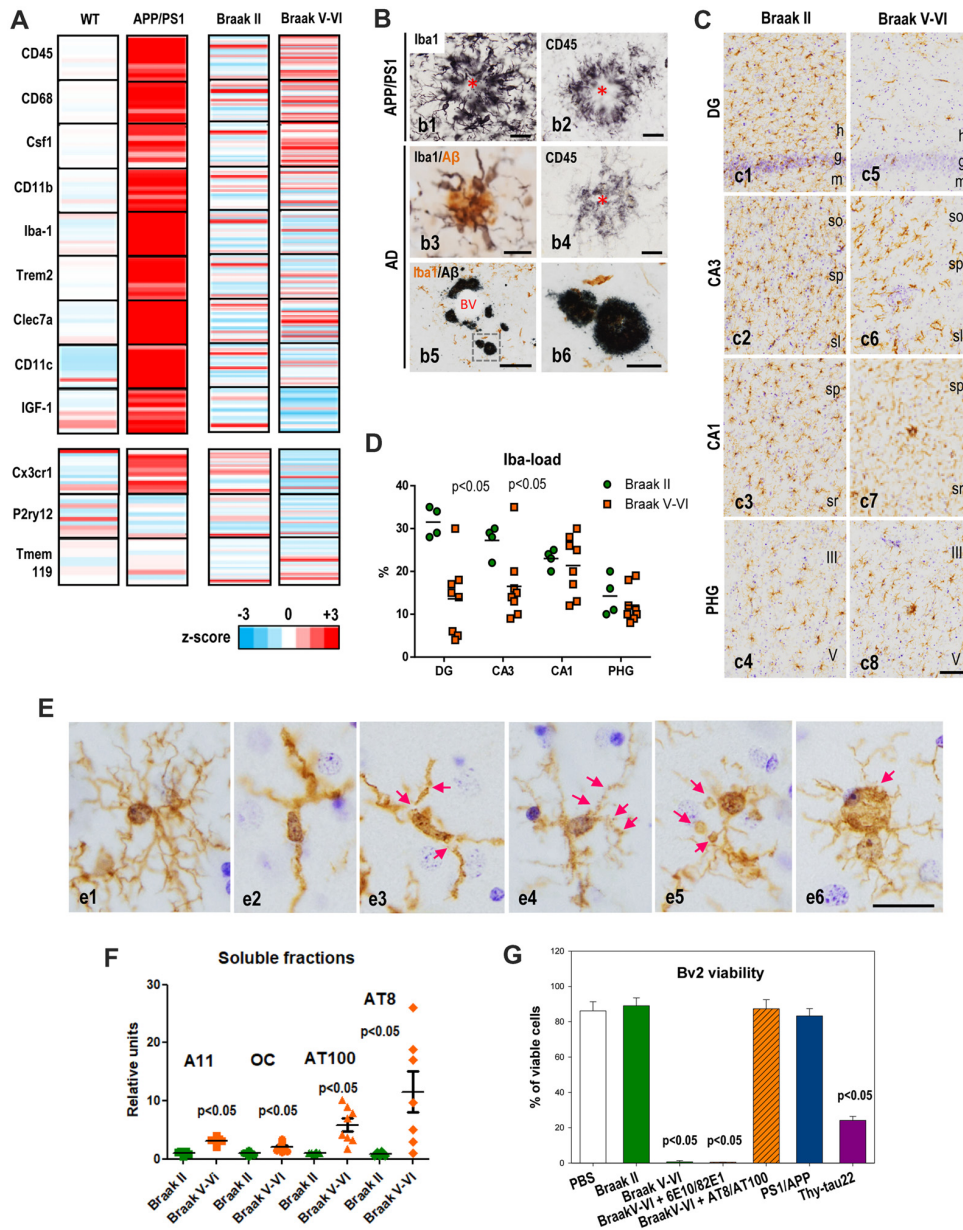 A
WT
APP/PS1
Braak II
Braak V-VI
CD45
CD68
Csf1
CD11b
Iba-1
Trem2
Clec7a
CD11c
IGF-1
Cx3cr1
P2ry12
Tmem
119
-3
0
+3
z-score
B
APP/PS1
Iba1
*
b1
CD45
*
b2
AD
Iba1/Aβ
b3
CD45
*
b4
Iba1/Aβ
BV
b5
b6
C
Braak II
Braak V-VI
DG
h
g
m
c1
h
g
m
c5
CA3
so
sp
sl
c2
so
sp
sl
c6
CA1
sp
sr
c3
sp
sr
c7
PHG
III
V
c4
III
V
c8
D
Iba-load
Braak II
Braak V-VI
p<0.05
p<0.05
%
40
30
20
10
0
DG
CA3
CA1
PHG
E
e1
e2
e3
e4
e5
e6
F
Soluble fractions
Relative units
30
20
10
0
A11
OC
AT100
AT8
p<0.05
p<0.05
p<0.05
p<0.05
Braak II
Braak V-Vi
Braak II
Braak V-VI
Braak II
Braak V-VI
Braak II
Braak V-VI
G
Bv2 viability
% of viable cells
120
100
80
60
40
20
0
p<0.05
p<0.05
p<0.05
PBS
Braak II
Braak V-VI
BraakV-VI + 6E10/82E1
BraakV-VI + AT8/AT100
PS1/APP
Thy-tau22